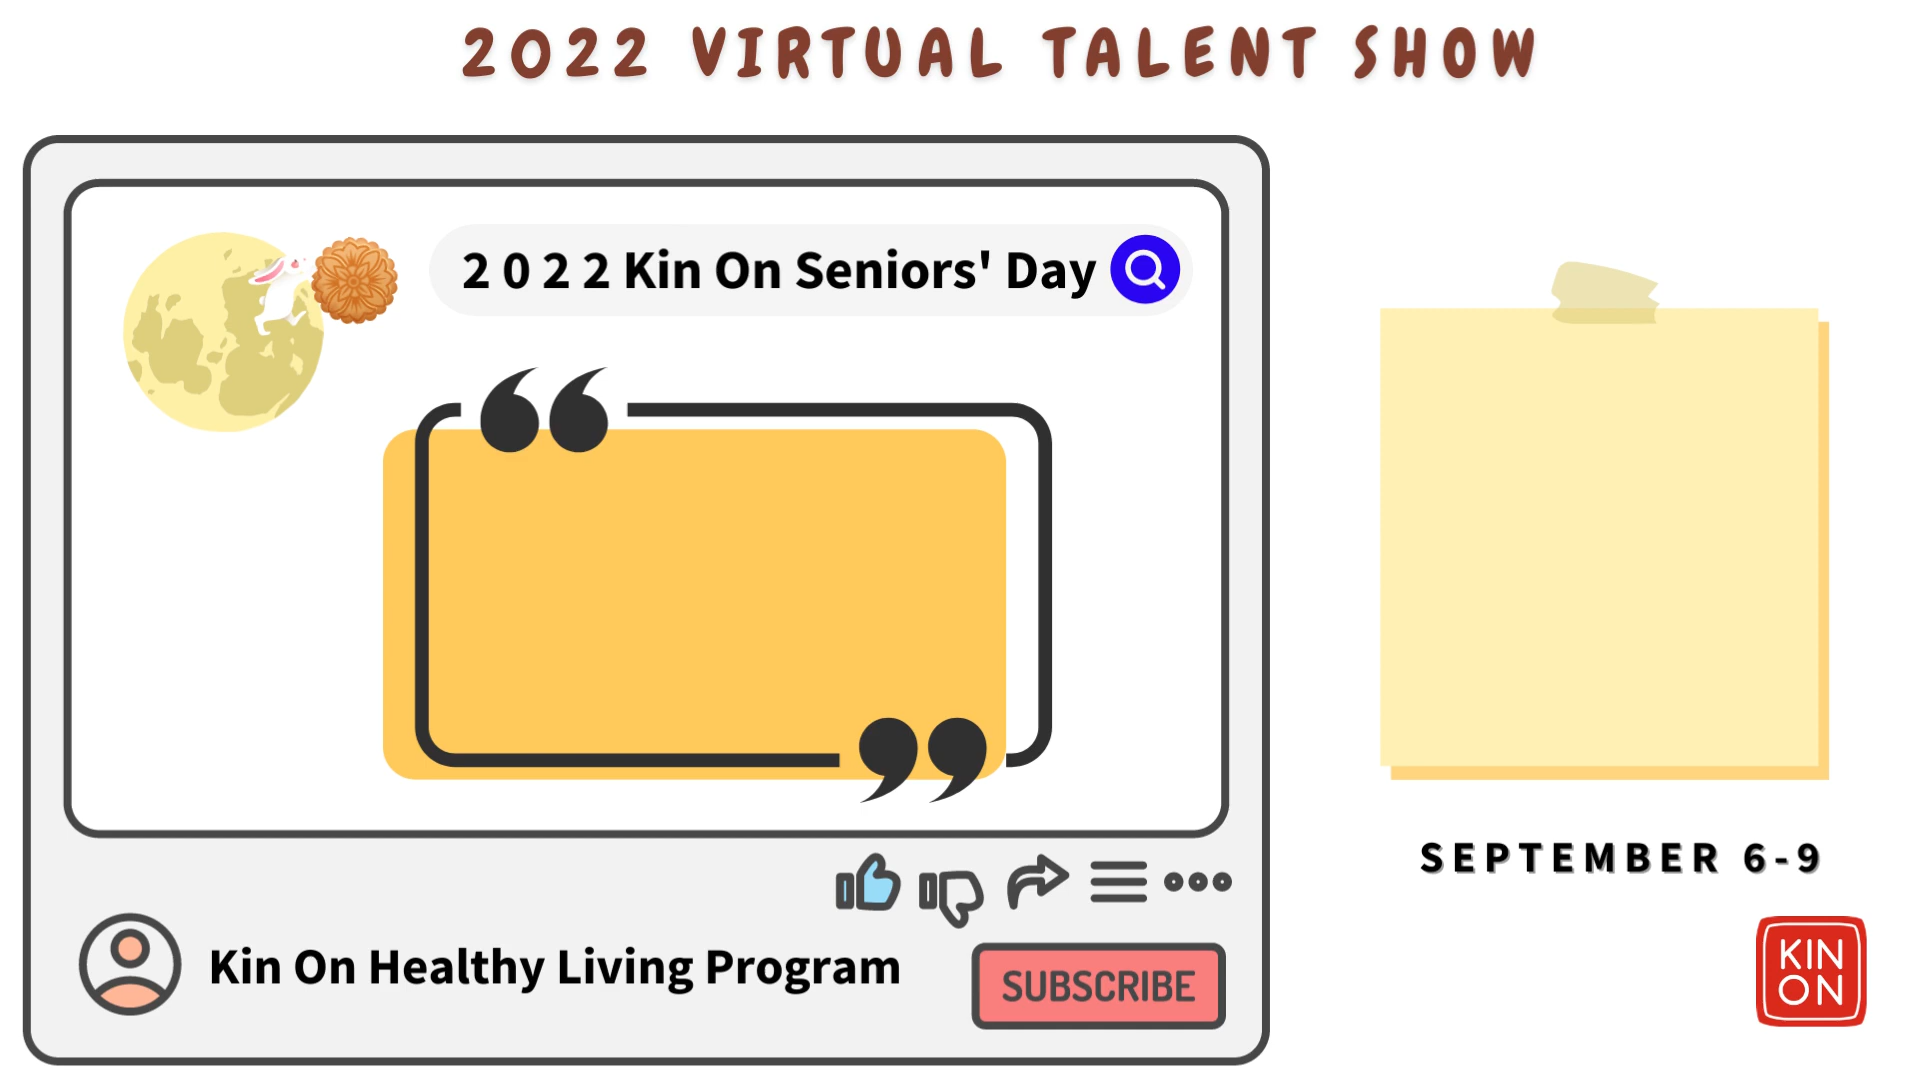 2022 VIRTUAL TALENT SHOW
2 0 2 2 Kin On Seniors' Day
“
”
SEPTEMBER 6-9
Kin On Healthy Living Program
SUBSCRIBE
KIN
ON